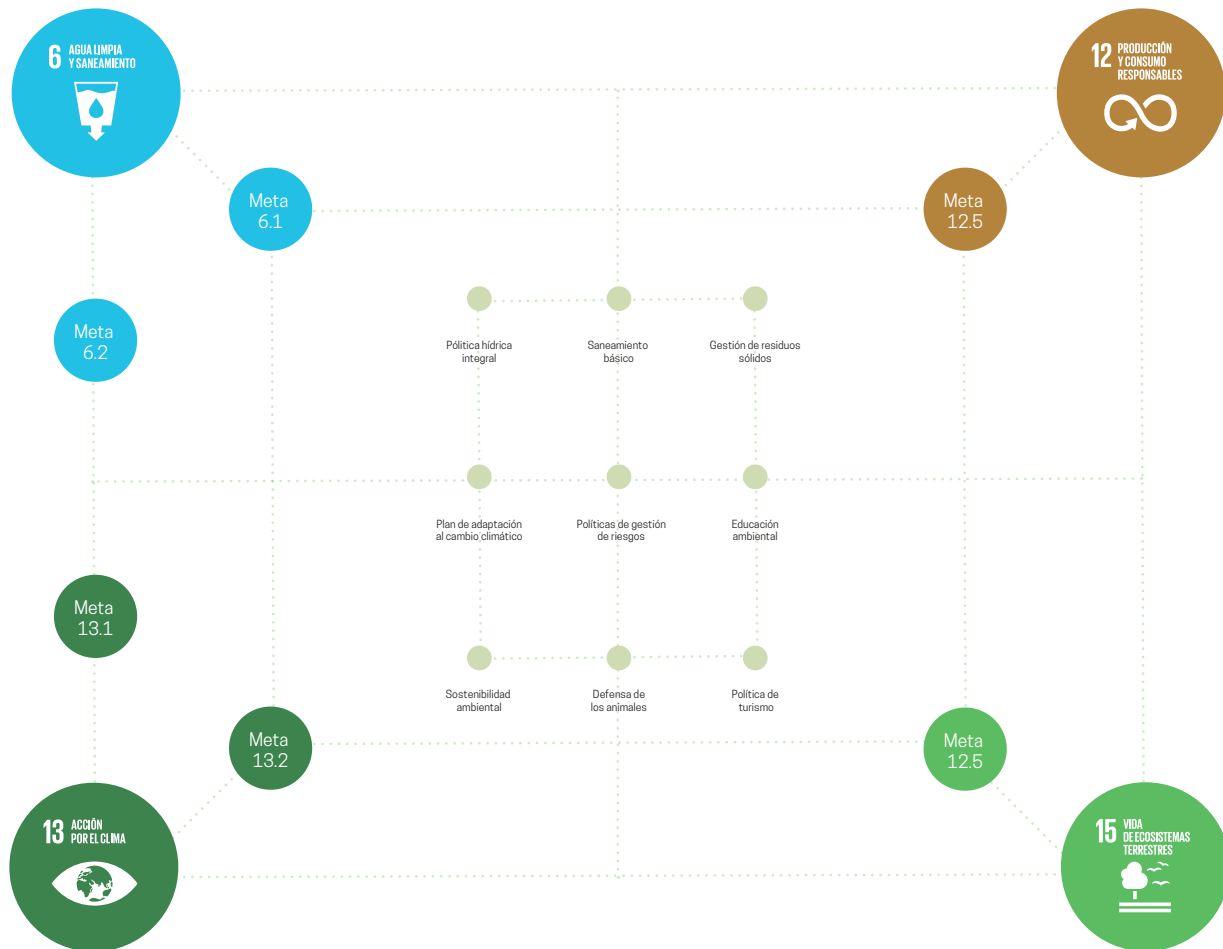 6 AGUA LIMPIA
Y SANEAMIENTO
12 PRODUCCIÓN
Y CONSUMO
RESPONSABLES
Meta
6.1
Meta
12.5
Meta
6.2
Pólitica hídrica
integral
Saneamiento
básico
Gestión de residuos
sólidos
Plan de adaptación
al cambio climático
Políticas de gestión
de riesgos
Educación
ambiental
Meta
13.1
Sostenibilidad
ambiental
Defensa de
los animales
Política de
turismo
Meta
13.2
Meta
12.5
13 ACCIÓN
POR EL CLIMA
15 VIDA
DE ECOSISTEMAS
TERRESTRES